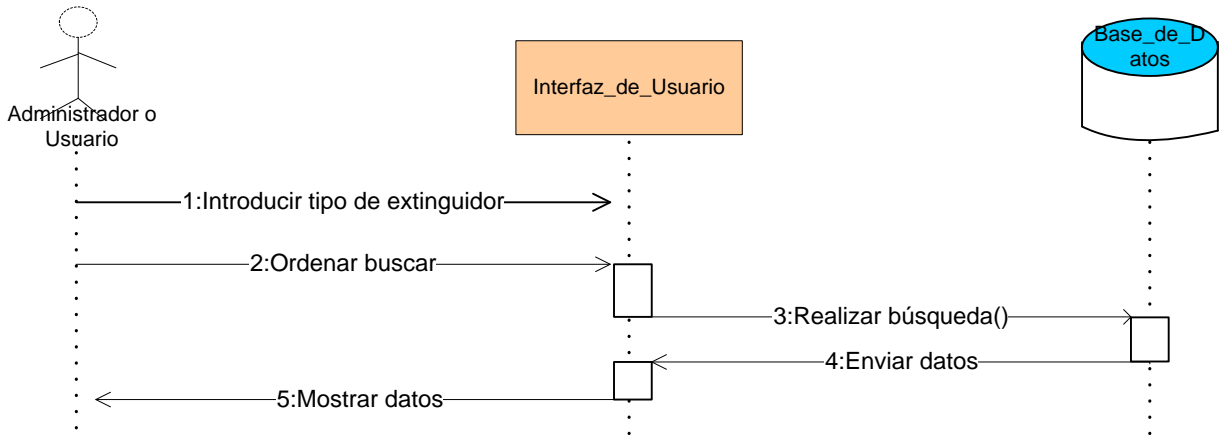 Administrador o
Usuario
Interfaz_de_Usuario
Base_de_D
atos
1:Introducir tipo de extinguidor
2:Ordenar buscar
3:Realizar búsqueda()
4:Enviar datos
5:Mostrar datos